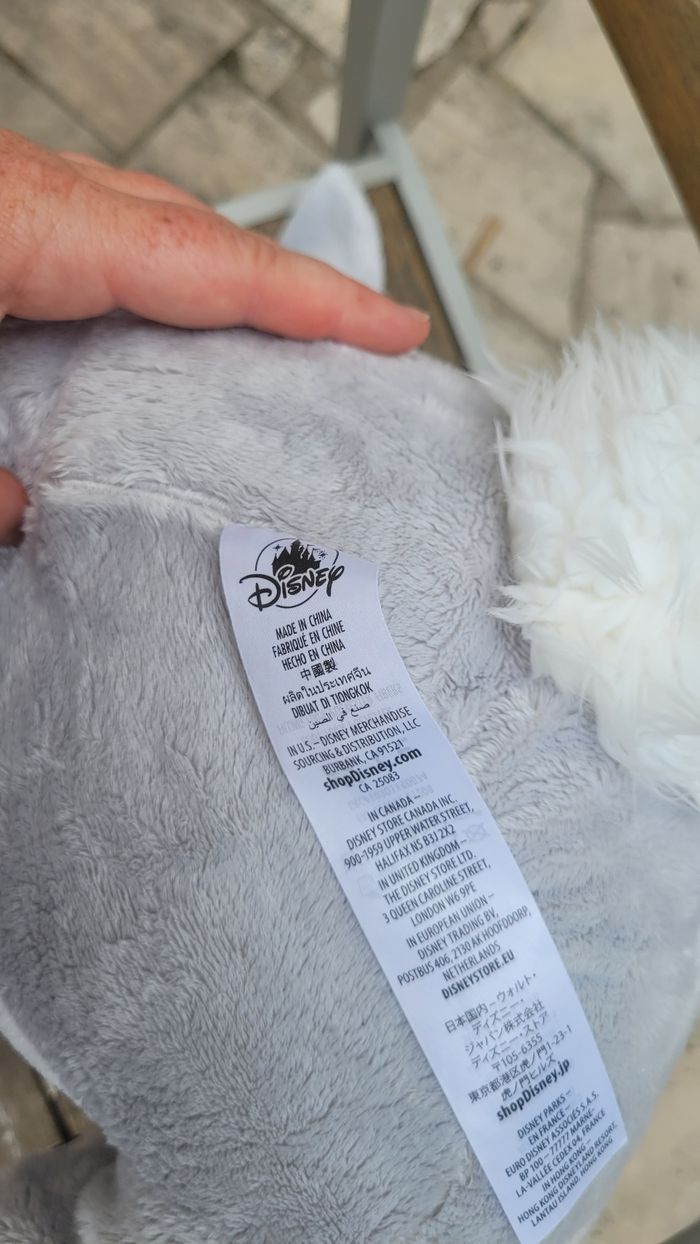 Disney
MADE IN CHINA
FABRIQUÉ EN CHINE
HECHO EN CHINA
中國製
ผลิตในประเทศจีน
DIBUAT DI TIONGKOK
صنع في الصين
IN U.S.– DISNEY MERCHANDISE
SOURCING & DISTRIBUTION, LLC
BURBANK, CA 91521
shopDisney.com
CA 25083
IN CANADA –
DISNEY STORE CANADA INC.
900-1959 UPPER WATER STREET,
HALIFAX NS B3J 2X2
IN UNITED KINGDOM –
THE DISNEY STORE LTD.
3 QUEEN CAROLINE STREET,
LONDON W6 9PE
IN EUROPEAN UNION –
DISNEY TRADING BV,
POSTBUS 406, 2130 AK HOOFDDORP,
NETHERLANDS
DISNEYSTORE.EU
日本国内 – ウォルト・
ディズニー・
ジャパン株式会社
ディズニー・ストア
〒105-6355
東京都港区虎ノ門1-23-1
虎ノ門ヒルズ
shopDisney.jp
DISNEY PARKS –
EN FRANCE –
EURO DISNEY ASSOCIÉS S.A.S.
BP 100 – 77777 MARNE-
LA-VALLÉE CEDEX 04, FRANCE
IN HONG KONG –
HONG KONG DISNEYLAND RESORT,
LANTAU ISLAND, HONG KONG